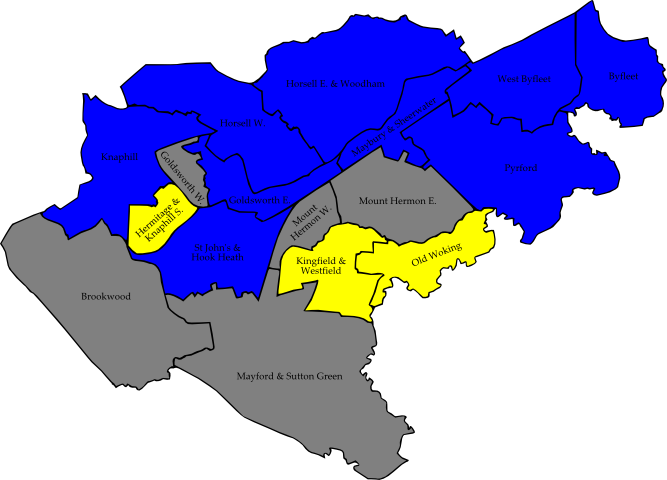 Horsell E. & Woodham
West Byfleet
Byfleet
Horsell W.
Maybury & Sheerwater
Knaphill
Goldsworth W.
Pyrford
Goldsworth E.
Mount Hermon E.
Hermitage &
Knaphill S.
Mount
Hermon W.
St John's &
Hook Heath
Kingfield &
Westfield
Old Woking
Brookwood
Mayford & Sutton Green